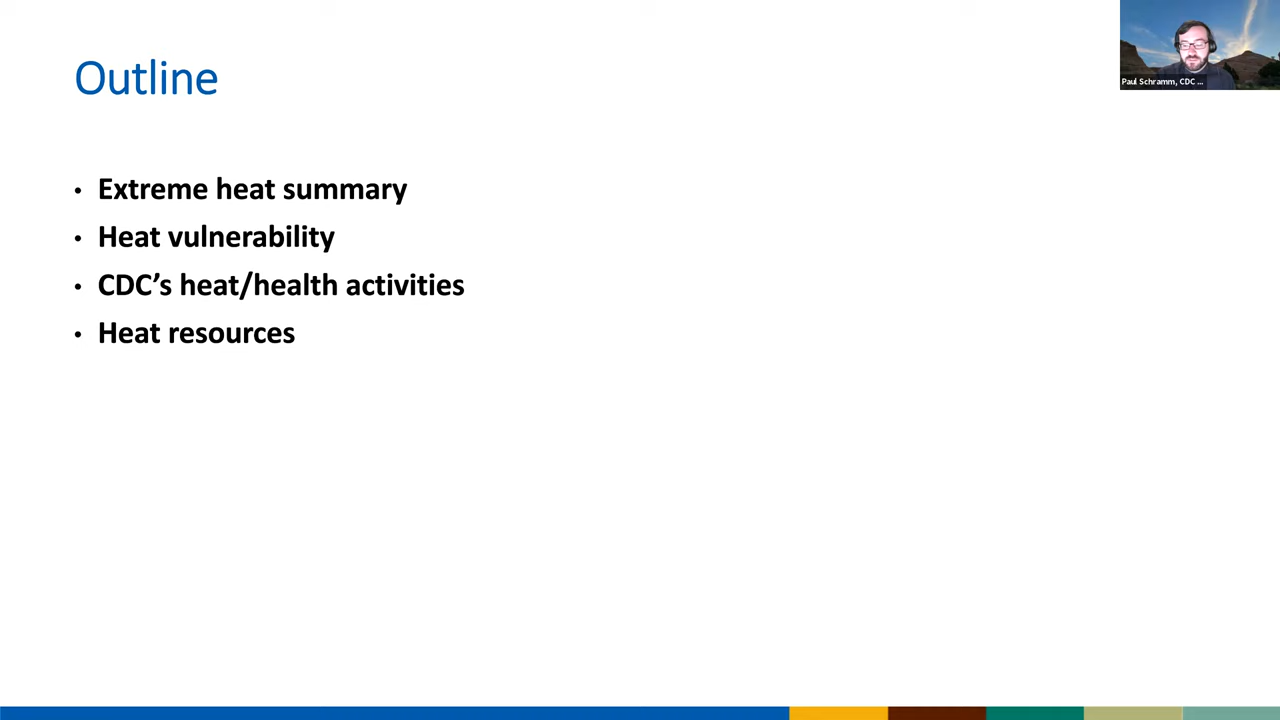 Outline
Paul Schramm, CDC ...
• Extreme heat summary
• Heat vulnerability
• CDC’s heat/health activities
• Heat resources